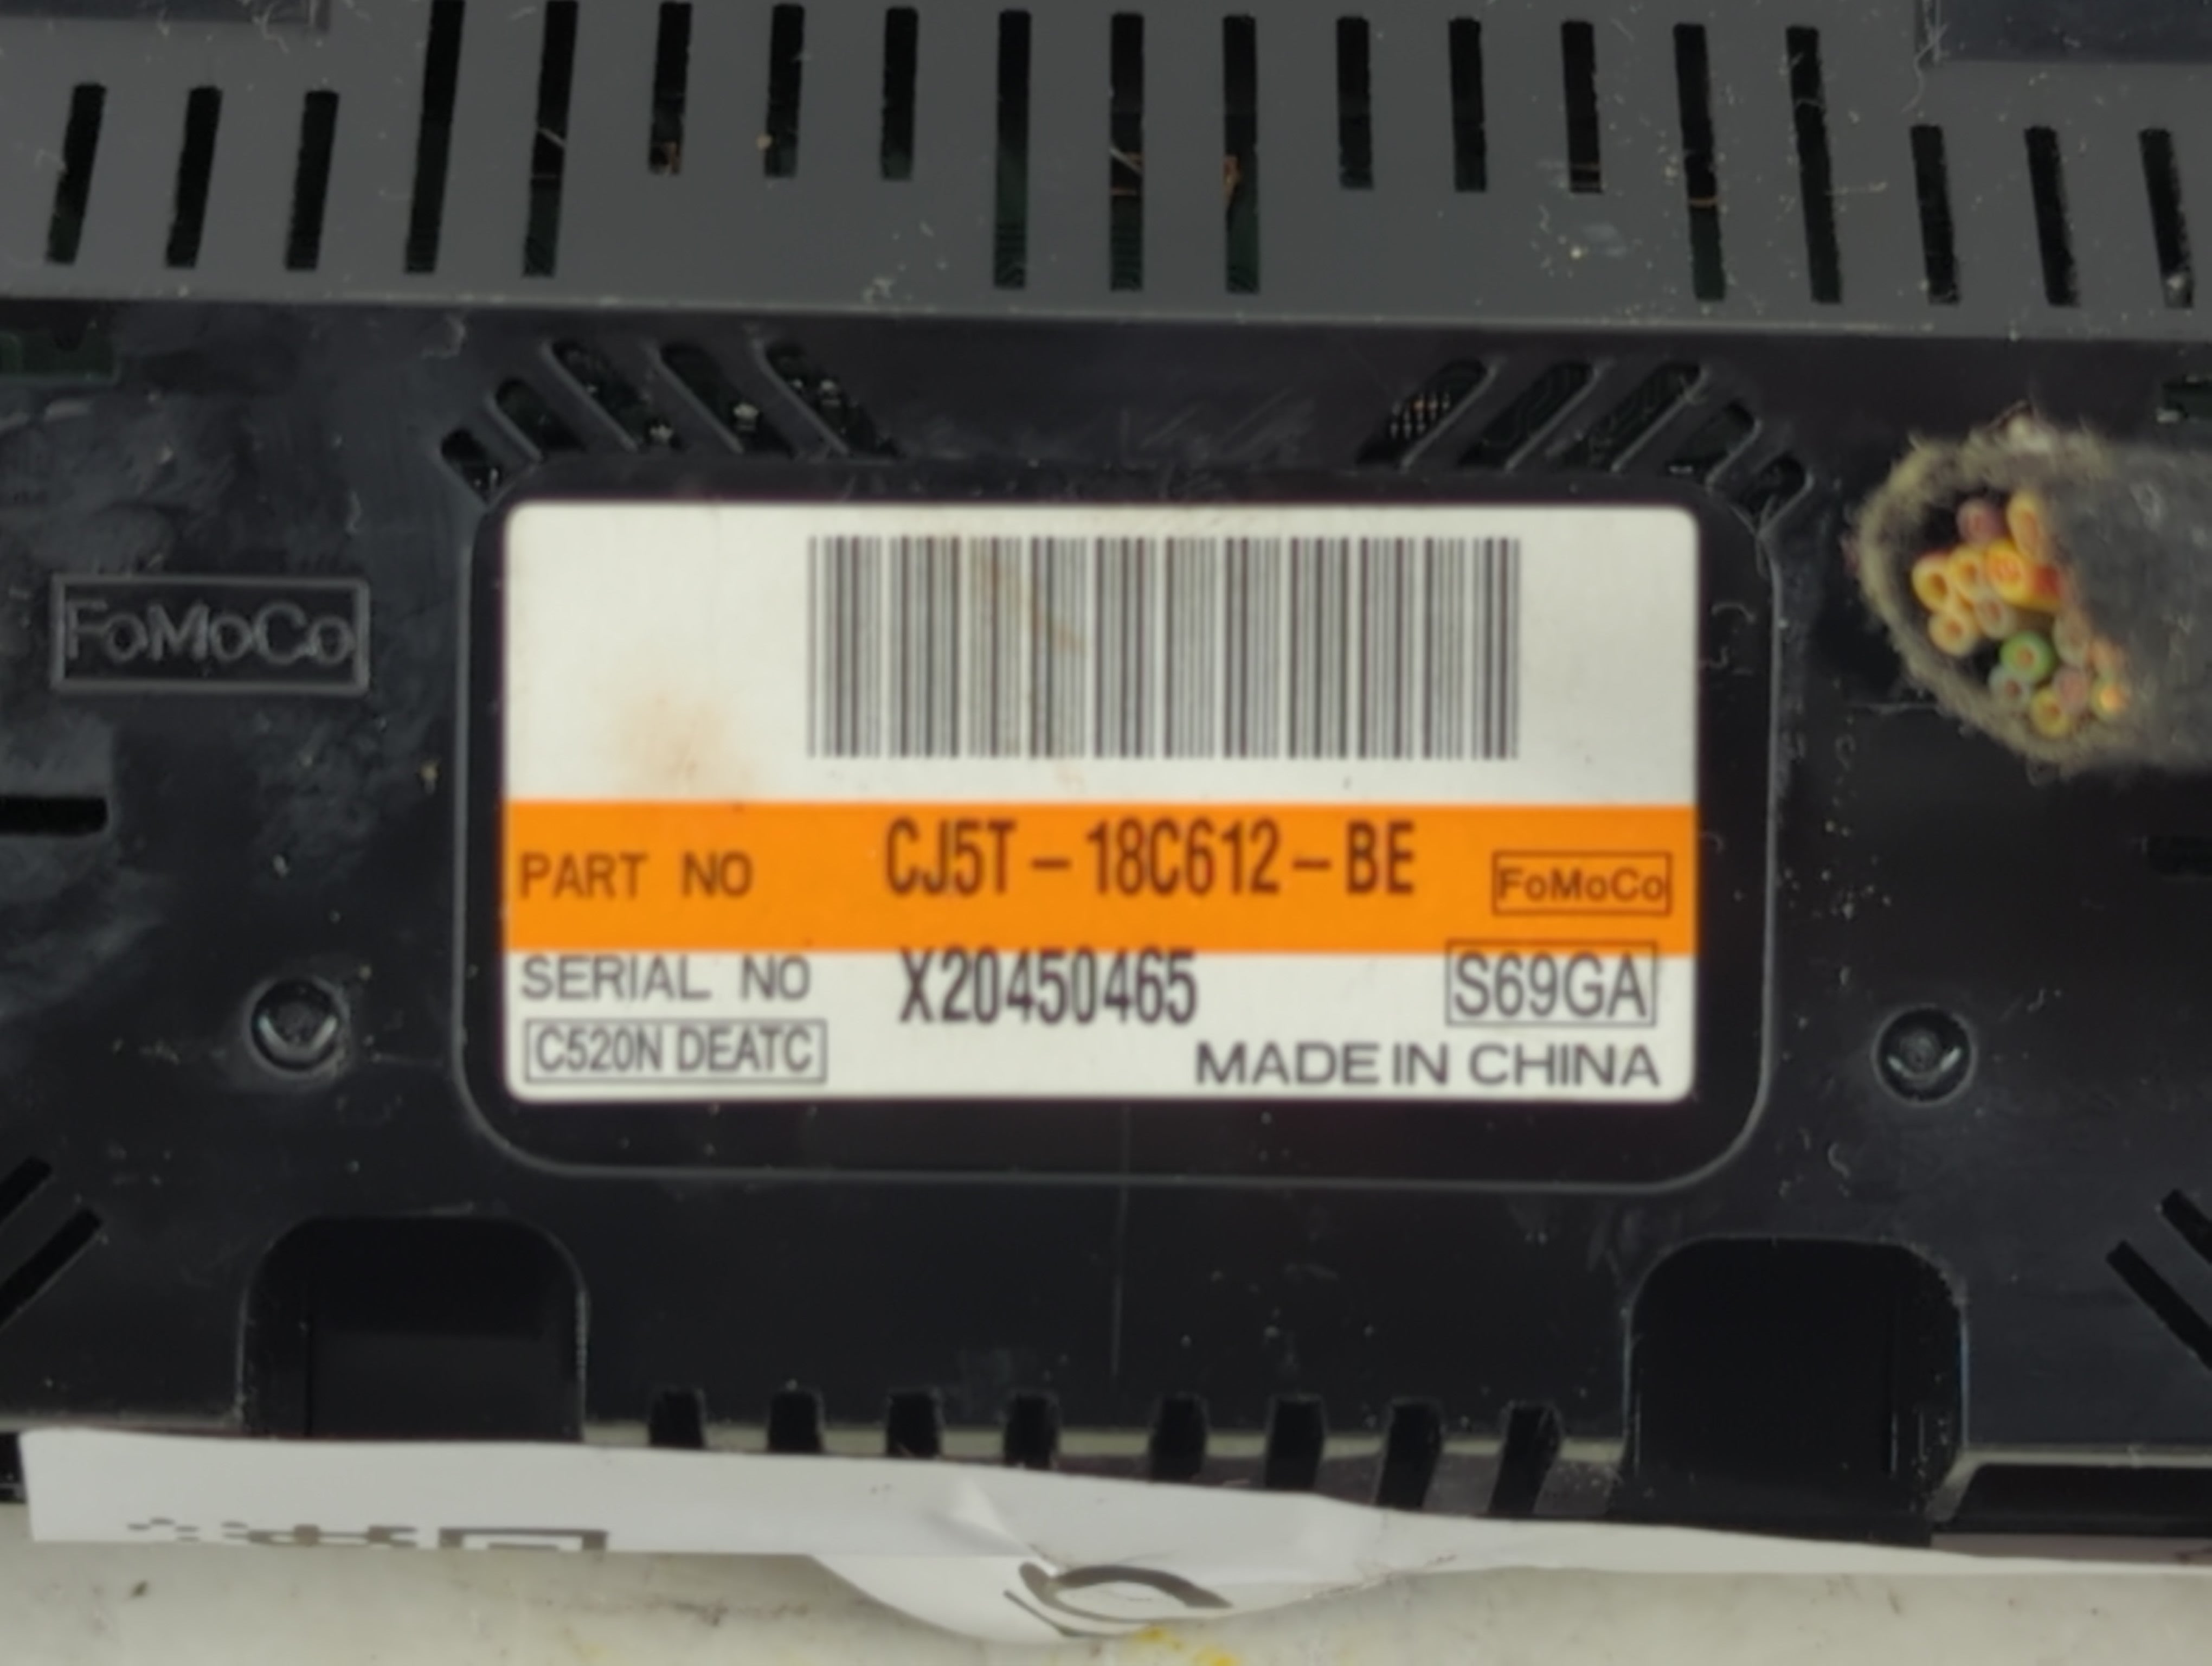 FoMoCo
PART NO CJ5T-18C612-BE FoMoCo
SERIAL NO X20450465 S69GA
C520N DEATC MADE IN CHINA